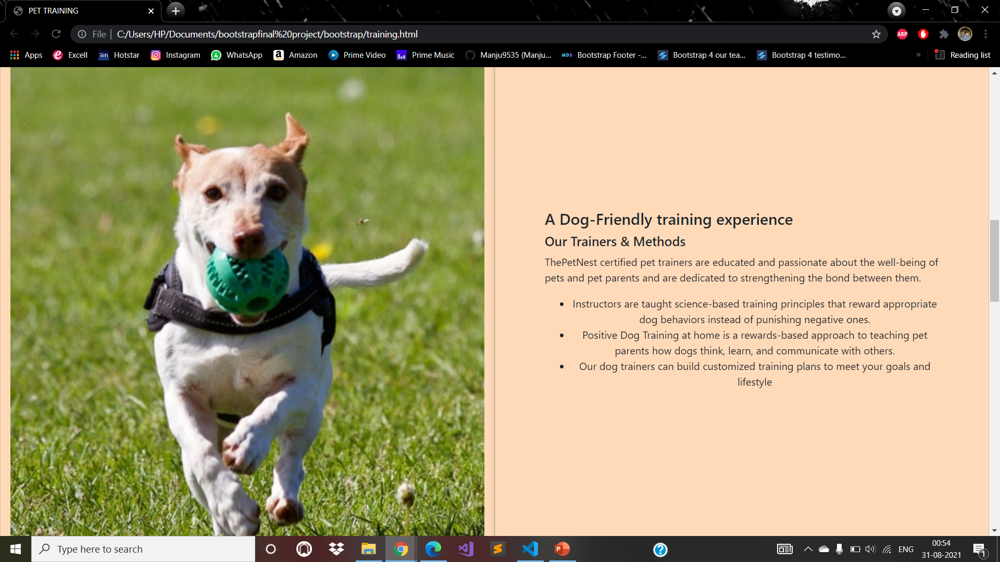 PET TRAINING
File
C:/Users/HP/Documents/bootstrapfinal%20project/bootstrap/training.html
ABP
Apps
Excell
Hotstar
Instagram
4
WhatsApp
a
Amazon
Prime Video
Prime Music
Manju9535 (Manju...
MDB
Bootstrap Footer -...
Bootstrap 4 our tea...
Bootstrap 4 testimo...
»
Reading list
A Dog-Friendly training experience
Our Trainers & Methods
ThePetNest certified pet trainers are educated and passionate about the well-being of
pets and pet parents and are dedicated to strengthening the bond between them.
• Instructors are taught science-based training principles that reward appropriate
dog behaviors instead of punishing negative ones.
• Positive Dog Training at home is a rewards-based approach to teaching pet
parents how dogs think, learn, and communicate with others.
• Our dog trainers can build customized training plans to meet your goals and
lifestyle
Type here to search
ENG
00:54
31-08-2021
1